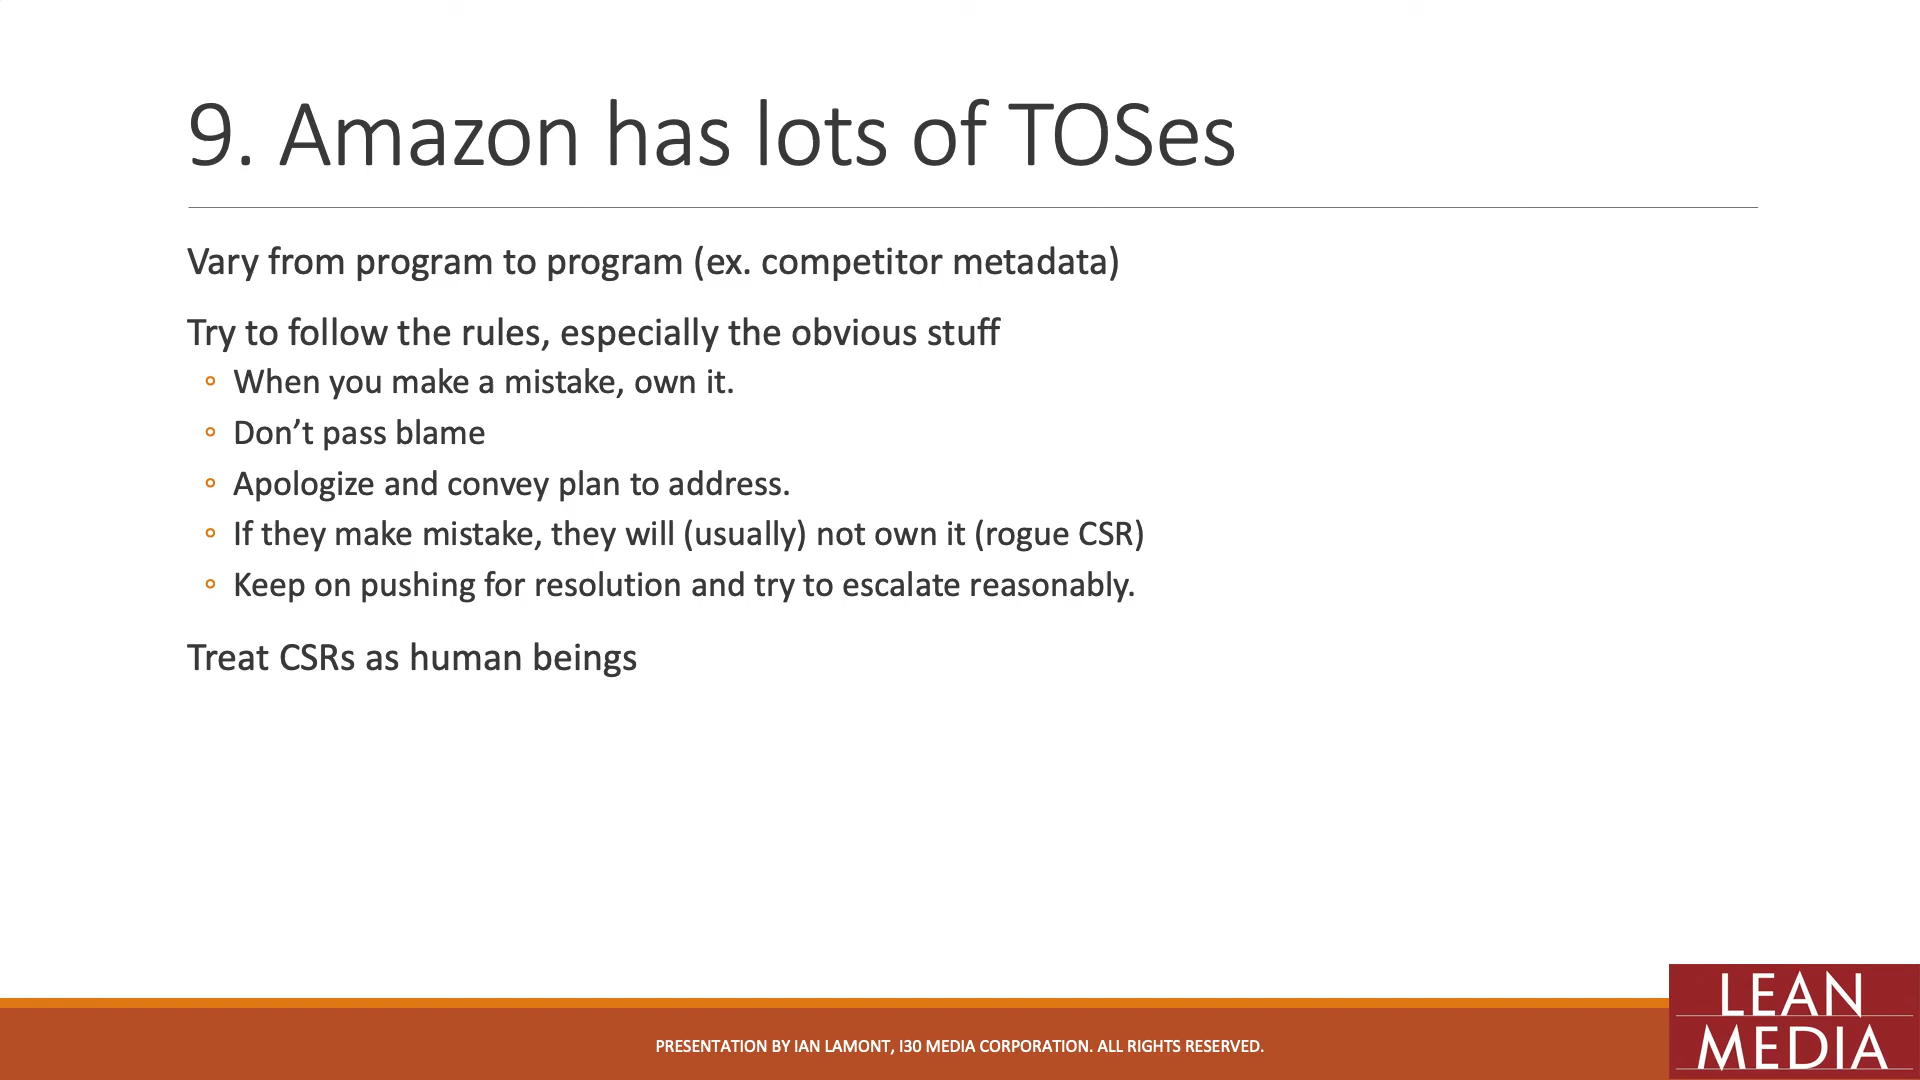 9. Amazon has lots of TOSes
Vary from program to program (ex. competitor metadata)
Try to follow the rules, especially the obvious stuff
◦ When you make a mistake, own it.
◦ Don’t pass blame
◦ Apologize and convey plan to address.
◦ If they make mistake, they will (usually) not own it (rogue CSR)
◦ Keep on pushing for resolution and try to escalate reasonably.
Treat CSRs as human beings
PRESENTATION BY IAN LAMONT, I30 MEDIA CORPORATION. ALL RIGHTS RESERVED.
LEAN
MEDIA